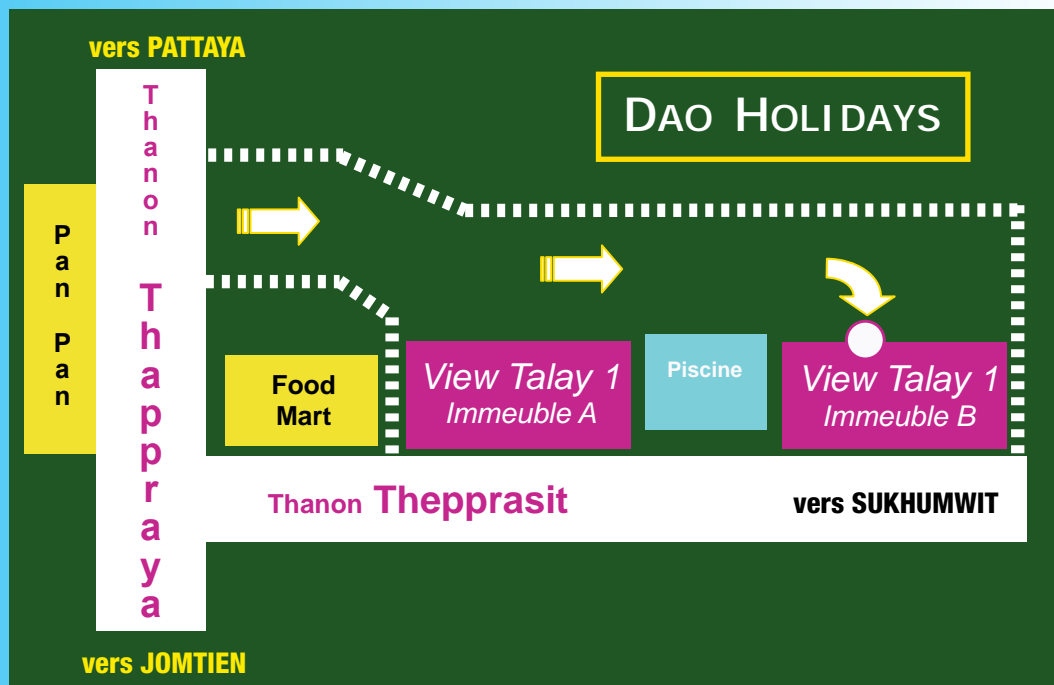 vers PATTAYA
DAO HOLIDAYS
Thanon Thappraya
Pan Pan
Food
Mart
View Talay 1
Immeuble A
Piscine
View Talay 1
Immeuble B
Thanon Thepprasit
vers SUKHUMWIT
vers JOMTIEN